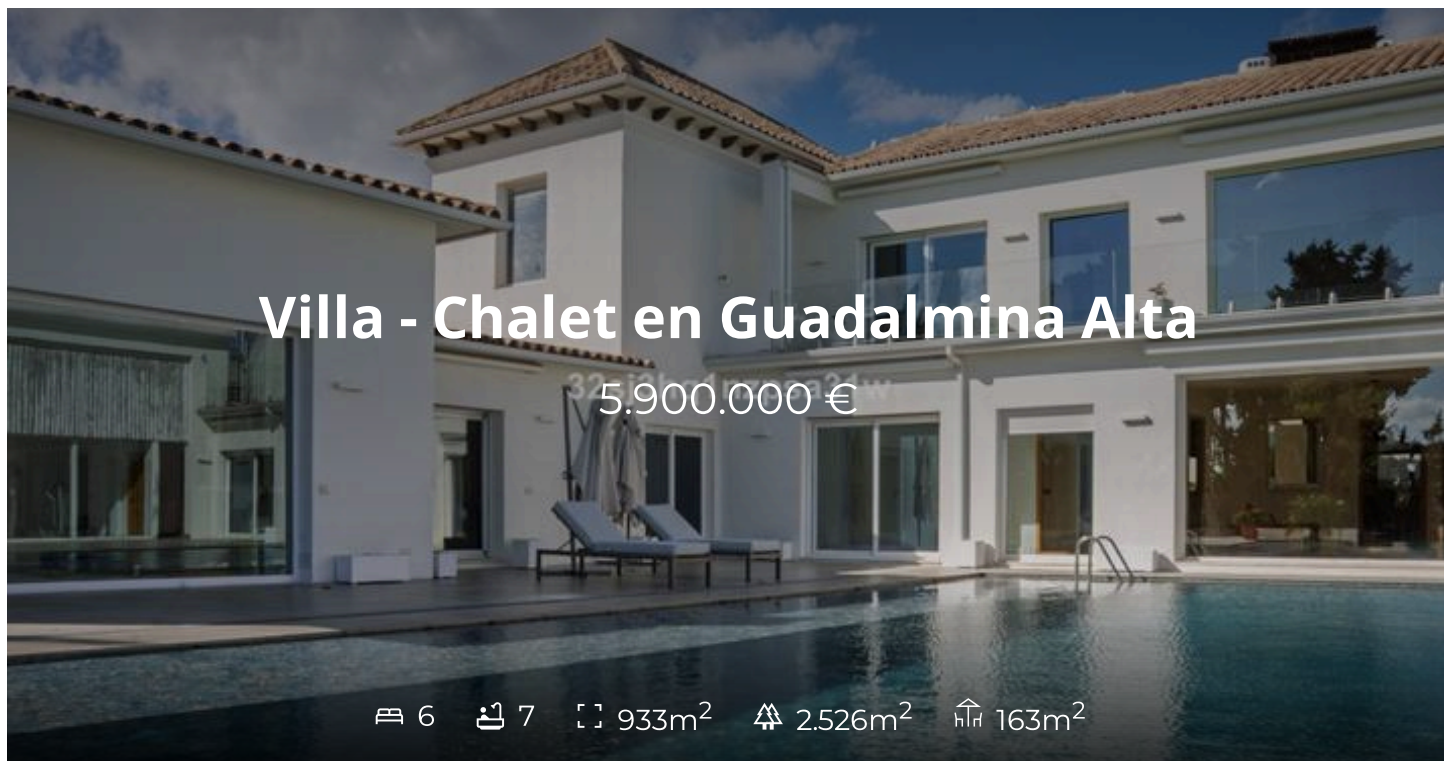 Villa - Chalet en Guadalmina Alta
5.900.000 €
6 7 933m² 2.526m² 163m²